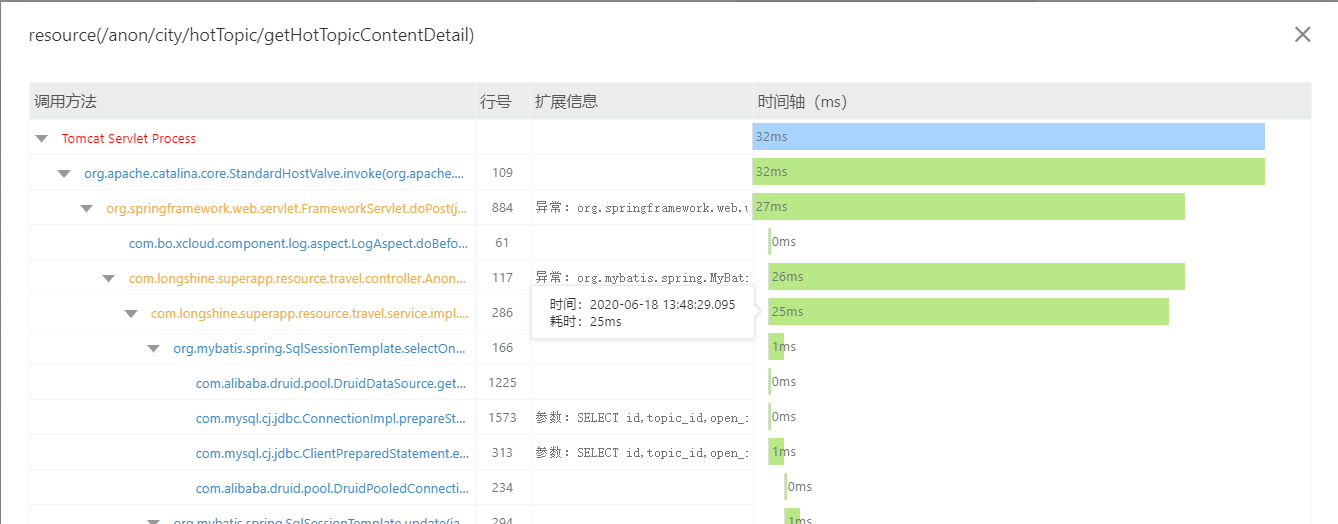 resource(/anon/city/hotTopic/getHotTopicContentDetail)
调用方法 行号 扩展信息 时间轴（ms）
Tomcat Servlet Process 32ms
org.apache.catalina.core.StandardHostValve.invoke(org.apache.... 109 32ms
org.springframework.web.servlet.FrameworkServlet.doPost(j... 884 异常: org.springframework.web.u 27ms
com.bo.xcloud.component.log.aspect.LogAspect.doBefo... 61 0ms
com.longshine.superapp.resource.travel.controller.Anon... 117 异常: org.mybatis.spring.MyBati 26ms
com.longshine.superapp.resource.travel.service.impl.... 286 25ms
时间：2020-06-18 13:48:29.095
耗时：25ms
org.mybatis.spring.SqlSessionTemplate.selectOn... 166 1ms
com.alibaba.druid.pool.DruidDataSource.get... 1225 0ms
com.mysql.cj.jdbc.ConnectionImpl.prepareSt... 1573 参数: SELECT id,topic_id,open_i 0ms
com.mysql.cj.jdbc.ClientPreparedStatement.e... 313 参数: SELECT id,topic_id,open_i 1ms
com.alibaba.druid.pool.DruidPooledConnecti... 234 0ms
org.mybatis.spring.SqlSessionTemplate.update(ja... 294 1ms